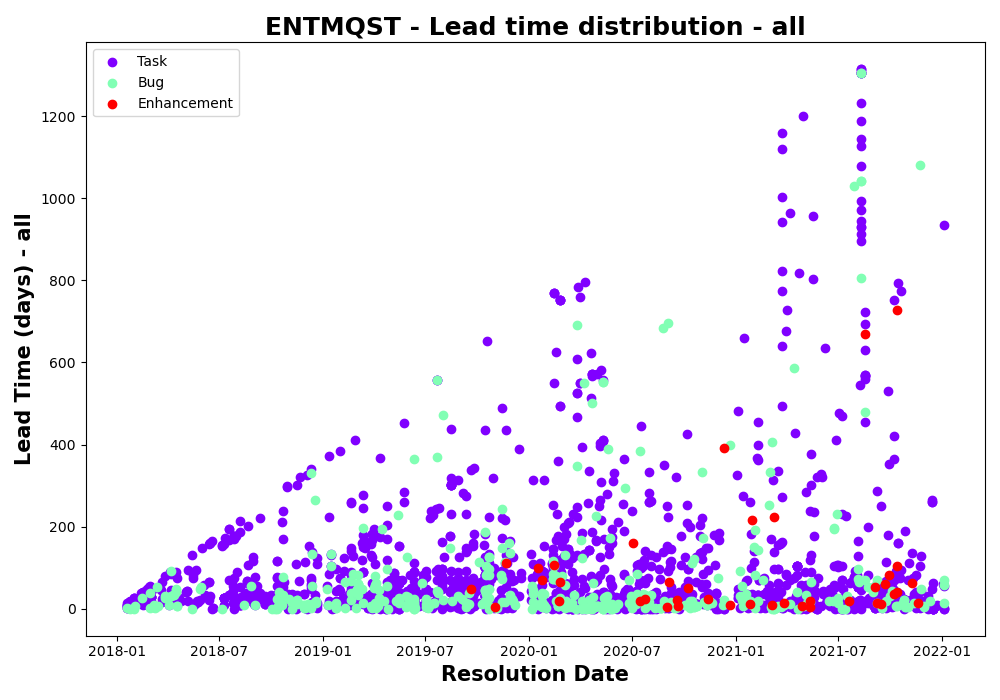 ENTMQST - Lead time distribution - all
Task
Bug
Enhancement
Lead Time (days) - all
1200
1000
800
600
400
200
0
2018-01 2018-07 2019-01 2019-07 2020-01 2020-07 2021-01 2021-07 2022-01
Resolution Date